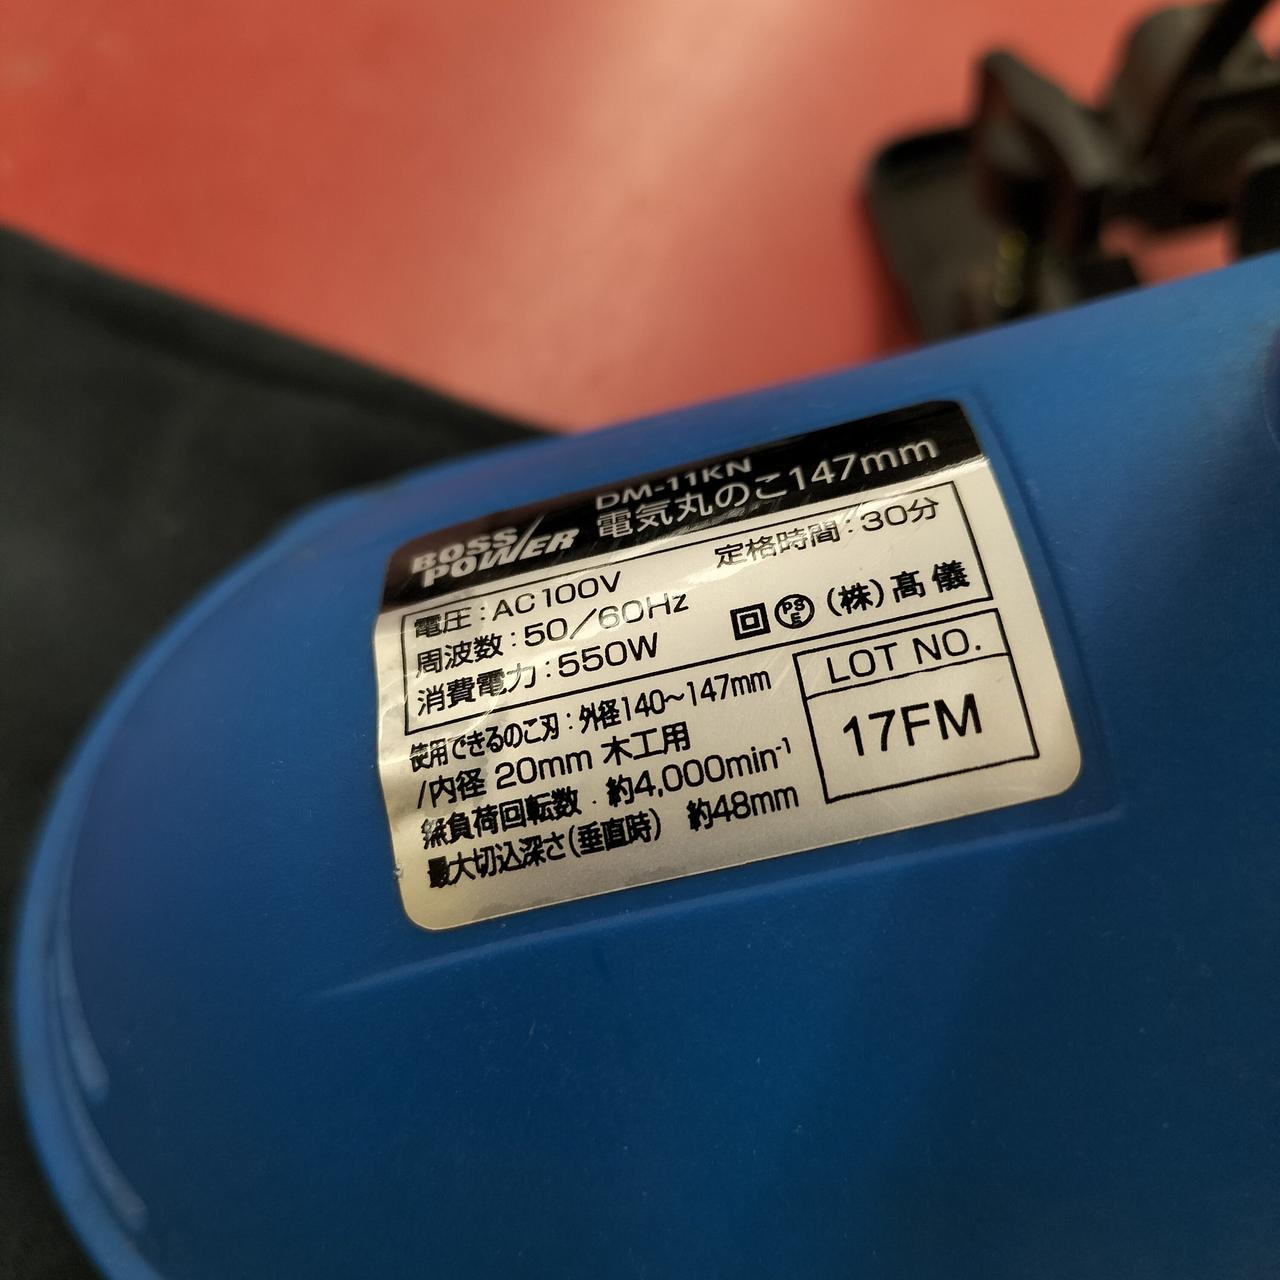 BOSS POWER
DM-11KN
電気丸のこ147mm
電圧:AC100V
定格時間:30分
周波数:50/60Hz
消費電力:550W
PSE (株)髙儀
使用できるのこ刃:外径140~147mm
/内径 20mm 木工用
無負荷回転数:約4,000min-1
最大切込深さ(垂直時) 約48mm
LOT NO.
17FM